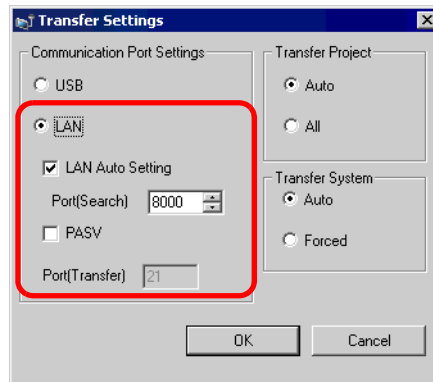 Transfer Settings
Communication Port Settings
USB
LAN
LAN Auto Setting
Port(Search) 8000
PASV
Port(Transfer) 21
Transfer Project
Auto
All
Transfer System
Auto
Forced
OK
Cancel